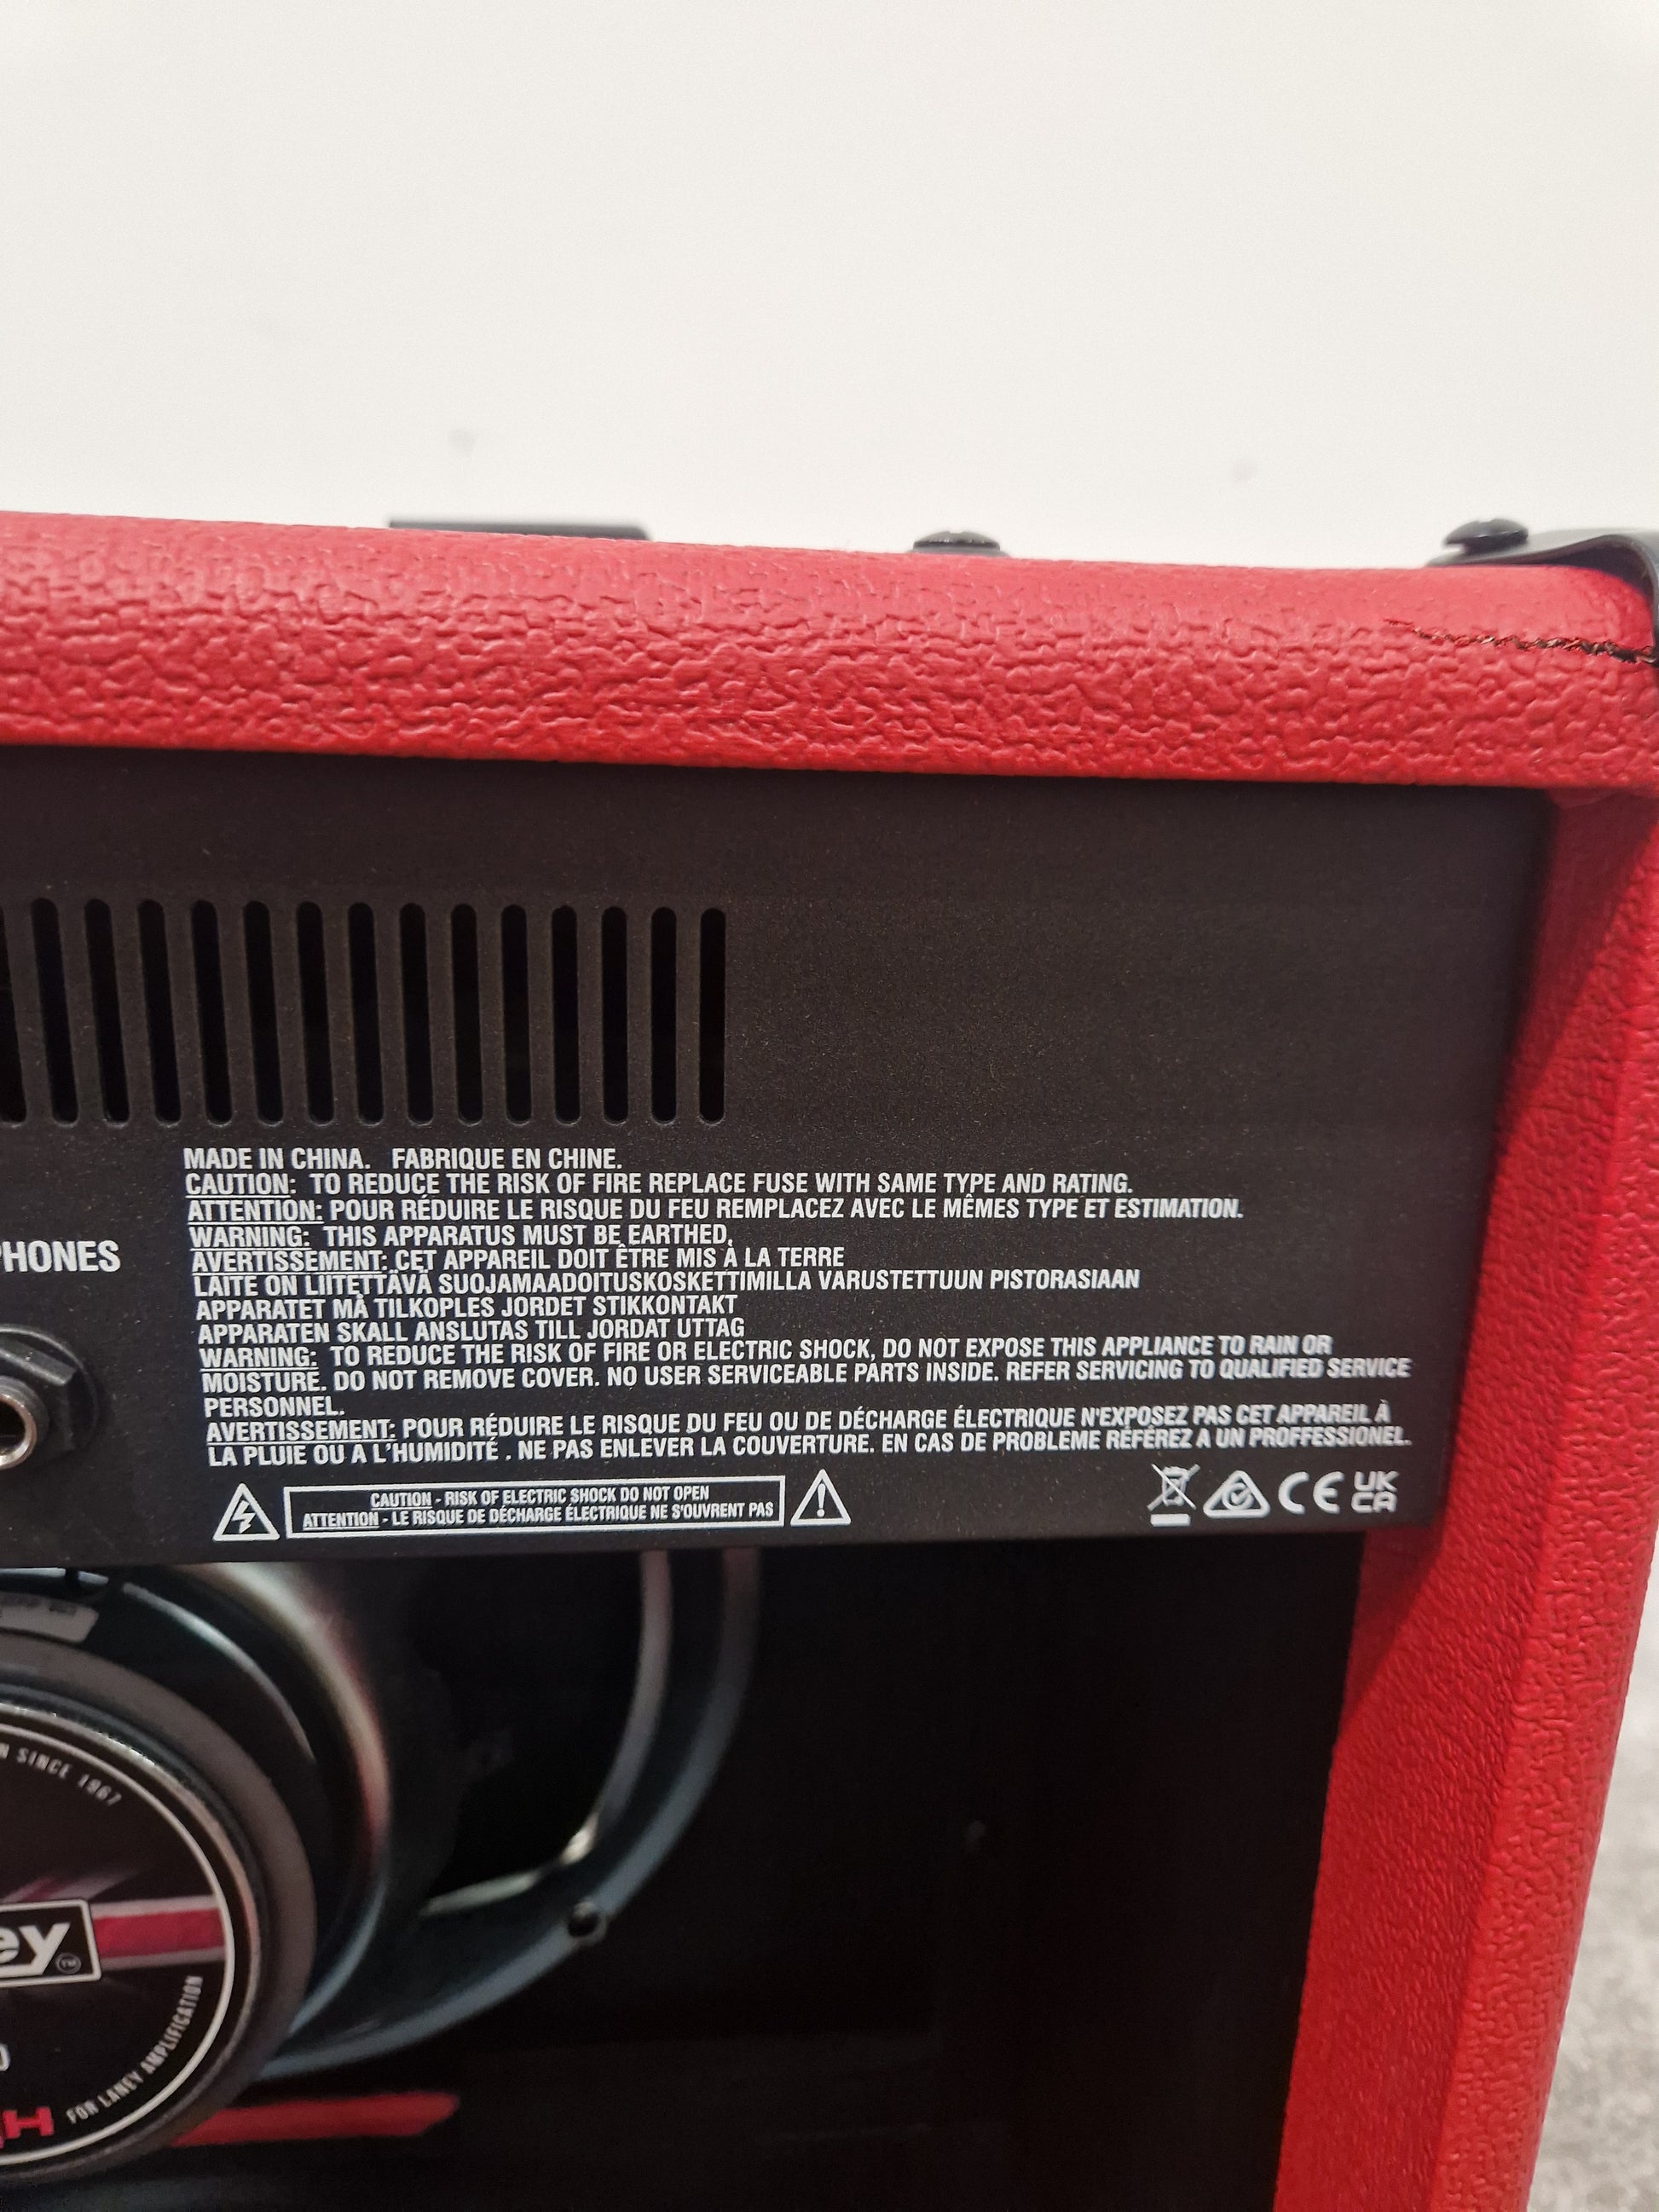 MADE IN CHINA. FABRIQUE EN CHINE.
CAUTION: TO REDUCE THE RISK OF FIRE REPLACE FUSE WITH SAME TYPE AND RATING.
ATTENTION: POUR RÉDUIRE LE RISQUE DU FEU REMPLACEZ AVEC LE MÊMES TYPE ET ESTIMATION.
WARNING: THIS APPARATUS MUST BE EARTHED,
AVERTISSEMENT: CET APPAREIL DOIT ÊTRE MIS À LA TERRE
LAITE ON LIITETTÄVÄ SUOJAMAADOITUSKOSKETTIMILLA VARUSTETTUUN PISTORASIAAN
APPARATET MÅ TILKOPLES JORDET STIKKONTAKT
APPARATEN SKALL ANSLUTAS TILL JORDAT UTTAG
WARNING: TO REDUCE THE RISK OF FIRE OR ELECTRIC SHOCK, DO NOT EXPOSE THIS APPLIANCE TO RAIN OR
MOISTURE. DO NOT REMOVE COVER. NO USER SERVICEABLE PARTS INSIDE. REFER SERVICING TO QUALIFIED SERVICE
PERSONNEL.
AVERTISSEMENT: POUR RÉDUIRE LE RISQUE DU FEU OU DE DÉCHARGE ÉLECTRIQUE N'EXPOSEZ PAS CET APPAREIL À
LA PLUIE OU A L'HUMIDITÉ . NE PAS ENLEVER LA COUVERTURE. EN CAS DE PROBLEME RÉFÉREZ A UN PROFFESSIONEL.
PHONES
CAUTION - RISK OF ELECTRIC SHOCK DO NOT OPEN
ATTENTION - LE RISQUE DE DÉCHARGE ÉLECTRIQUE NE S'OUVRENT PAS
CE UK CA
N SINCE 1967
ey TM
H
FOR LANEY AMPLIFICATION